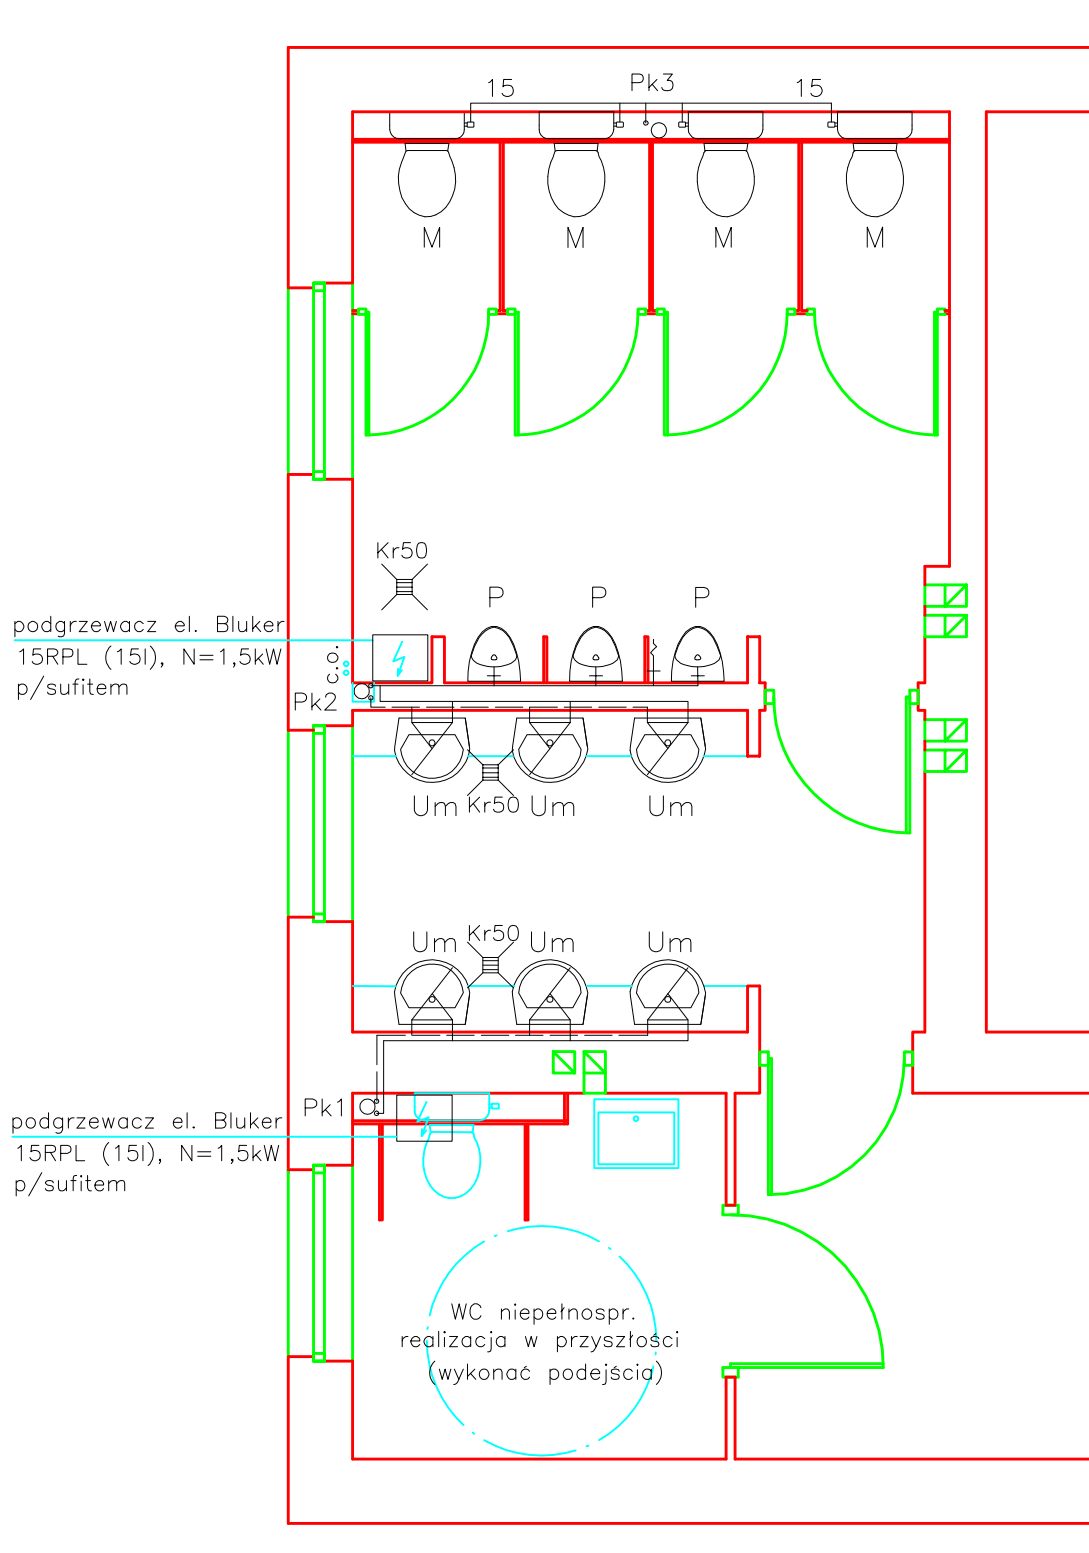 15 Pk3 15
M M M M
Kr50
P P P
podgrzewacz el. Bluker
15RPL (15l), N=1,5kW
p/sufitem
c.o.
Pk2
Um Kr50 Um Um
Um Kr50 Um Um
Pk1
podgrzewacz el. Bluker
15RPL (15l), N=1,5kW
p/sufitem
WC niepełnospr.
realizacja w przyszłości
(wykonać podejścia)